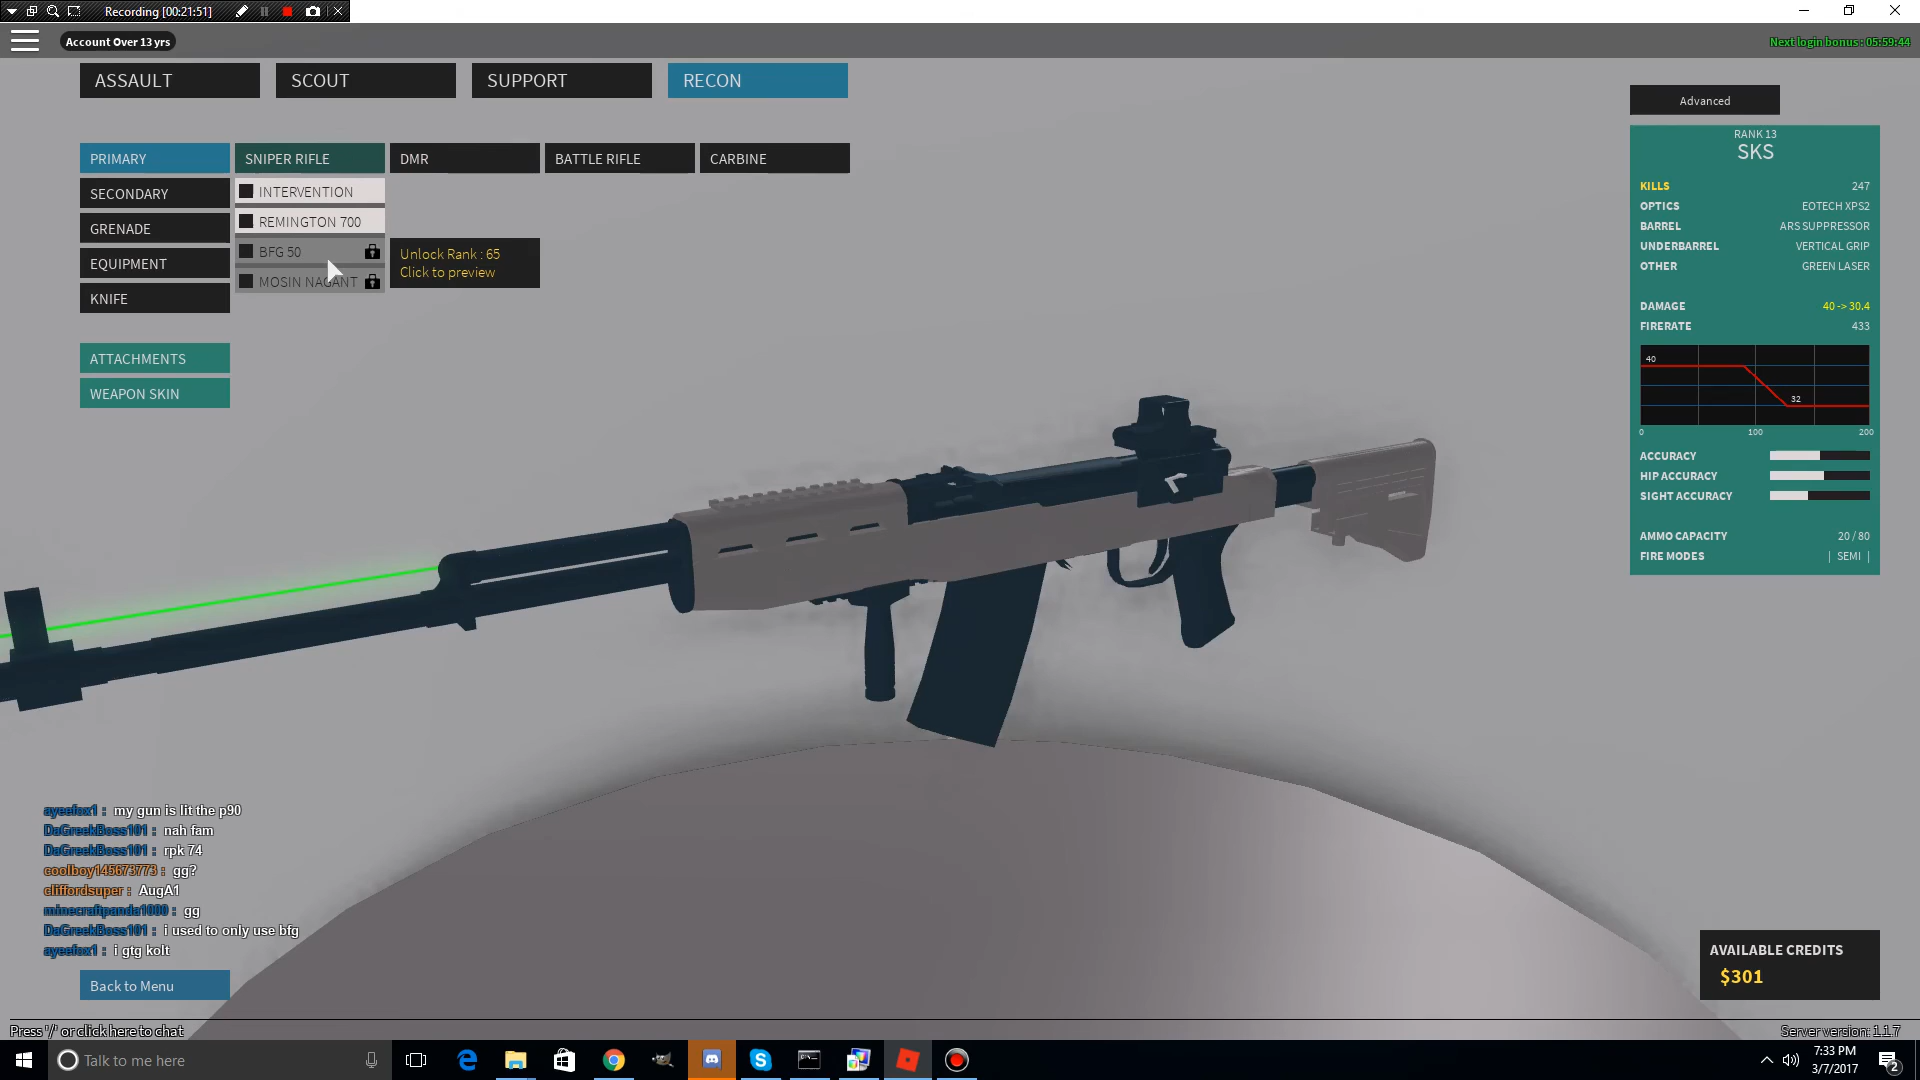 Recording [00:21:51]
Account Over 13 yrs
Next login bonus : 05:59:44
ASSAULT
SCOUT
SUPPORT
RECON
Advanced
PRIMARY
SECONDARY
GRENADE
EQUIPMENT
KNIFE
ATTACHMENTS
WEAPON SKIN
SNIPER RIFLE
DMR
BATTLE RIFLE
CARBINE
INTERVENTION
REMINGTON 700
BFG 50
MOSIN NAGANT
Unlock Rank : 65
Click to preview
RANK 13
SKS
KILLS 247
OPTICS EOTECH XPS2
BARREL ARS SUPPRESSOR
UNDERBARREL VERTICAL GRIP
OTHER GREEN LASER
DAMAGE 40 -> 30.4
FIRERATE 433
40
32
0 100 200
ACCURACY
HIP ACCURACY
SIGHT ACCURACY
AMMO CAPACITY 20 / 80
FIRE MODES | SEMI |
ayeefox1 : my gun is lit the p90
DaGreekBoss101 : nah fam
DaGreekBoss101 : rpk 74
coolboy145673773 : gg?
cliffordsuper : AugA1
minecraftpanda1000 : gg
DaGreekBoss101 : i used to only use bfg
ayeefox1 : i gtg kolt
Back to Menu
AVAILABLE CREDITS
$301
Press '/' or click here to chat
Server version: 1.1.7
Talk to me here
7:33 PM
3/7/2017
2